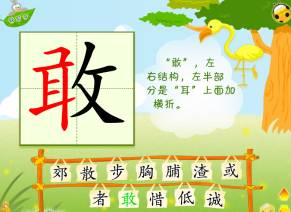 敢
“敢”，左
右结构，左半部
分是“耳”上面加
横折。
郊散步胸脯渣或
者敢惜低诚